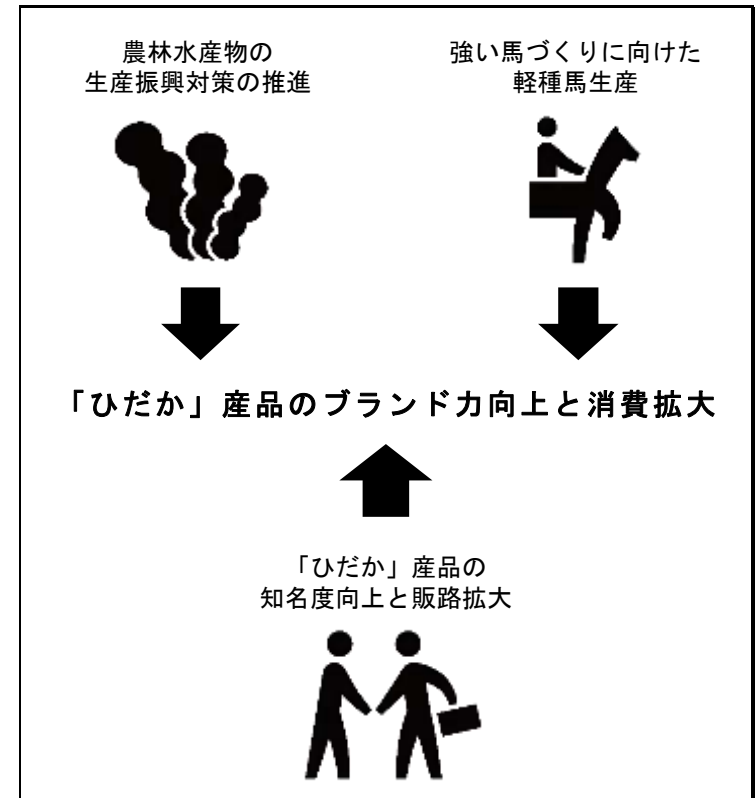 農林水産物の
生産振興対策の推進
強い馬づくりに向けた
軽種馬生産
「ひだか」産品のブランド力向上と消費拡大
「ひだか」産品の
知名度向上と販路拡大